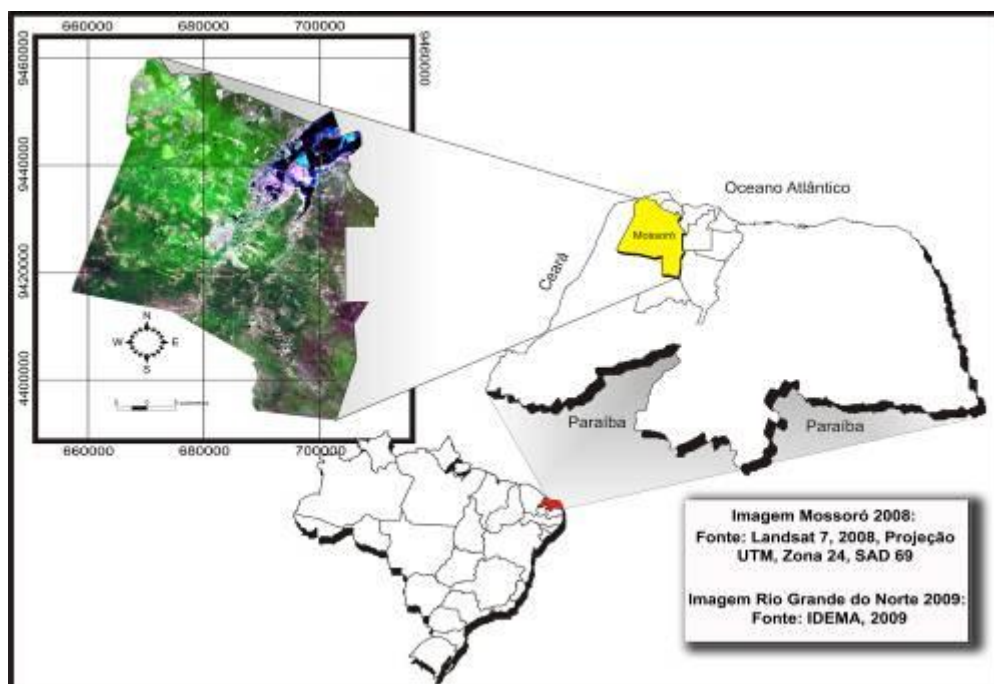 660000 680000 700000
9460000
9460000
9440000
9420000
4400000
N
W E
S
660000 680000 700000
Oceano Atlântico
Mossoró
Ceará
Paraíba
Paraíba
Imagem Mossoró 2008:
Fonte: Landsat 7, 2008, Projeção
UTM, Zona 24, SAD 69
Imagem Rio Grande do Norte 2009:
Fonte: IDEMA, 2009